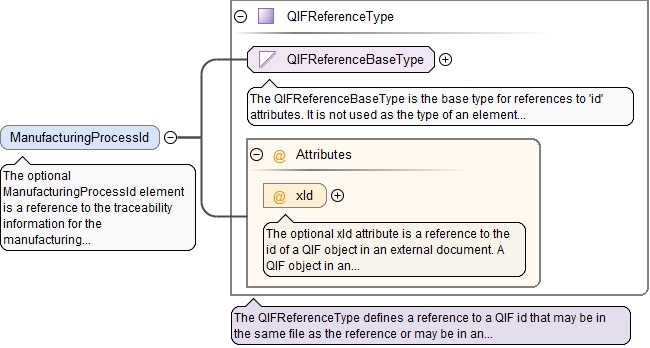 QIFReferenceType
QIFReferenceBaseType
The QIFReferenceBaseType is the base type for references to 'id'
attributes. It is not used as the type of an element...
ManufacturingProcessId
The optional
ManufacturingProcessId element
is a reference to the traceability
information for the
manufacturing...
@ Attributes
@ xId
The optional xId attribute is a reference to the
id of a QIF object in an external document. A
QIF object in an...
The QIFReferenceType defines a reference to a QIF id that may be in
the same file as the reference or may be in an...